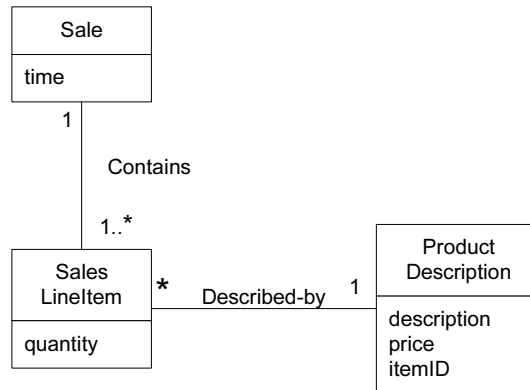 Sale
time
1
Contains
1..*
Sales
LineItem
quantity
*
Described-by
1
Product
Description
description
price
itemID